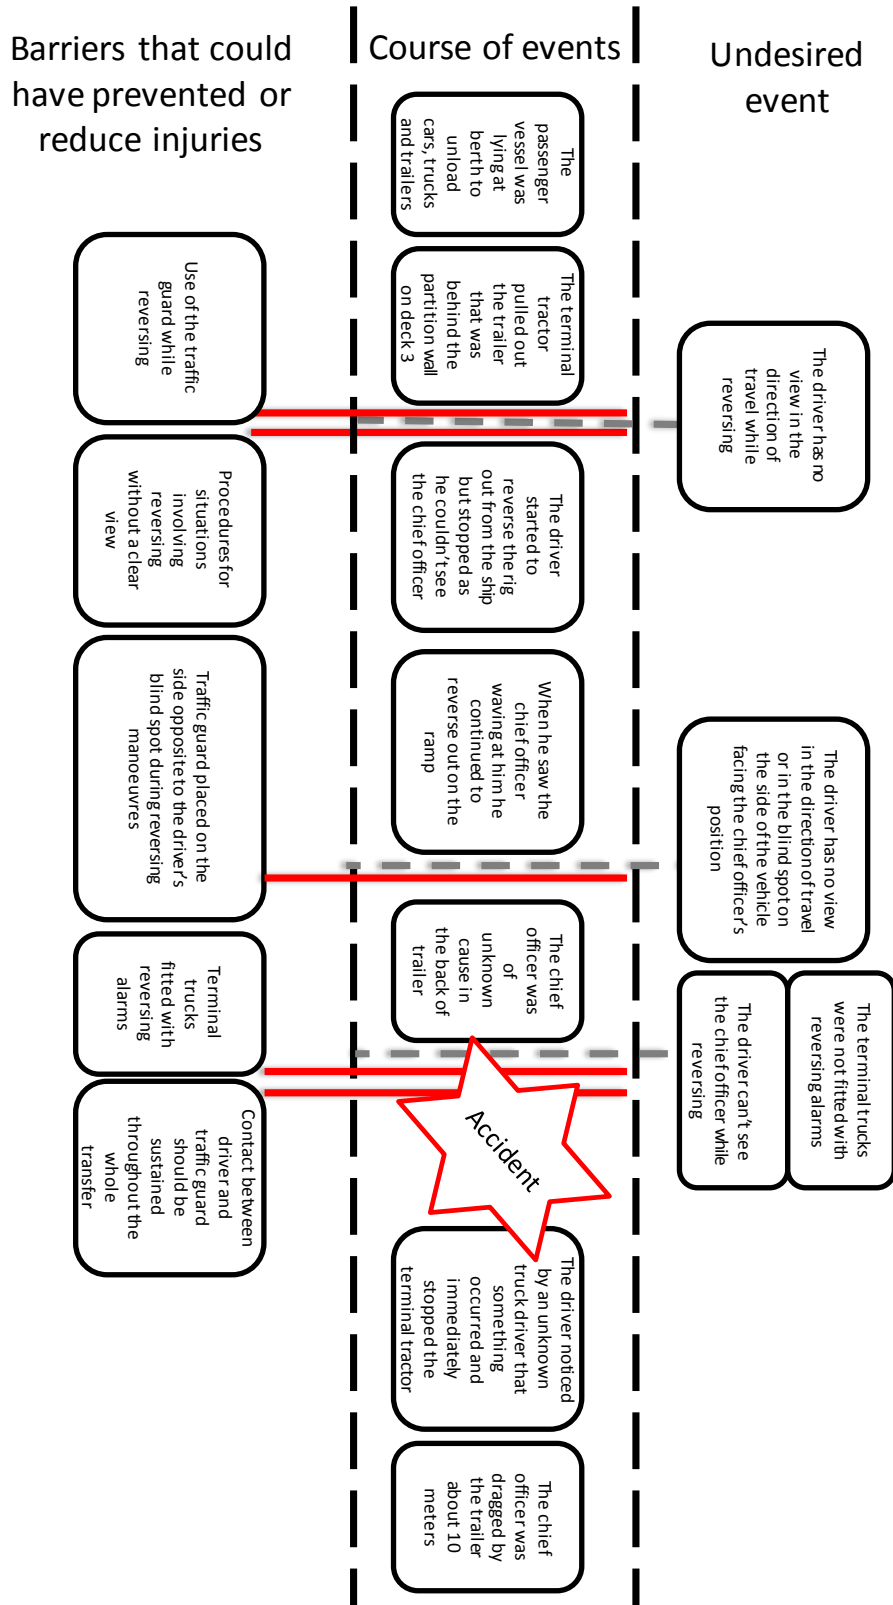 Barriers that could
have prevented or
reduce injuries
Course of events
Undesired
event
Use of the traffic
guard while
reversing
Procedures for
situations
involving
reversing
without a clear
view
Traffic guard placed on the
side opposite to the driver's
blind spot during reversing
manoeuvres
Terminal
trucks
fitted with
reversing
alarms
Contact between
driver and
traffic guard
should be
sustained
throughout the
whole
transfer
The
passenger
vessel was
lying at
berth to
unload
cars, trucks
and trailers
The terminal
tractor
pulled out
the trailer
that was
behind the
partition wall
on deck 3
The driver
started to
reverse the rig
out from the ship
but stopped as
he couldn't see
the chief officer
When he saw the
chief officer
waving at him he
continued to
reverse out on the
ramp
The chief
officer was
of
unknown
cause in
the back of
trailer
Accident
The driver noticed
by an unknown
truck driver that
something
occurred and
immediately
stopped the
terminal tractor
The chief
officer was
dragged by
the trailer
about 10
meters
The driver has no
view in the
direction of
travel while
reversing
The driver has no view
in the direction of travel
or in the blind spot on
the side of the vehicle
facing the chief officer's
position
The terminal trucks
were not fitted with
reversing alarms
The driver can't see
the chief officer while
reversing